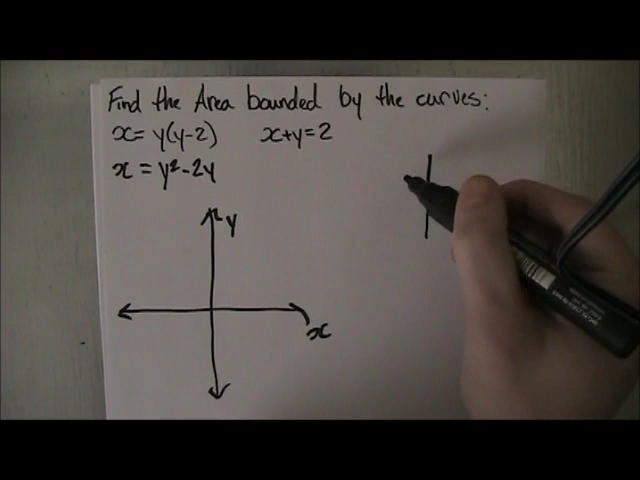 Find the Area bounded by the curves:
x= y(y-2) x+y=2
x = y²-2y
y
x